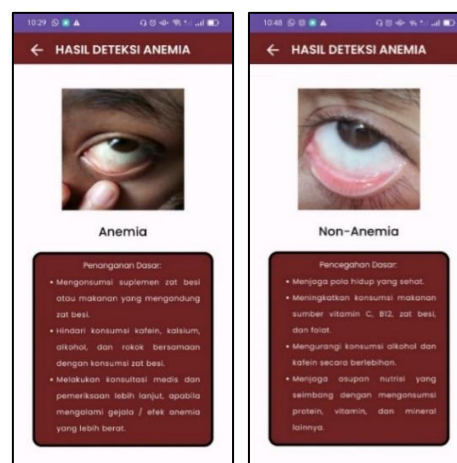 10:29
HASIL DETEKSI ANEMIA
Anemia
Penanganan Dasar:
• Mengonsumsi suplemen zat besi
atau makanan yang mengandung
zat besi.
• Hindari konsumsi kafein, kalsium,
alkohol, dan rokok bersamaan
dengan konsumsi zat besi.
• Melakukan konsultasi medis dan
pemeriksaan lebih lanjut, apabila
mengalami gejala / efek anemia
yang lebih berat.
10:48
HASIL DETEKSI ANEMIA
Non-Anemia
Pencegahan Dasar:
• Menjaga pola hidup yang sehat.
• Meningkatkan konsumsi makanan
sumber vitamin C, B12, zat besi,
dan folat.
• Mengurangi konsumsi alkohol dan
kafein secara berlebihan.
• Menjaga asupan nutrisi yang
seimbang dengan mengonsumsi
protein, vitamin, dan mineral
lainnya.